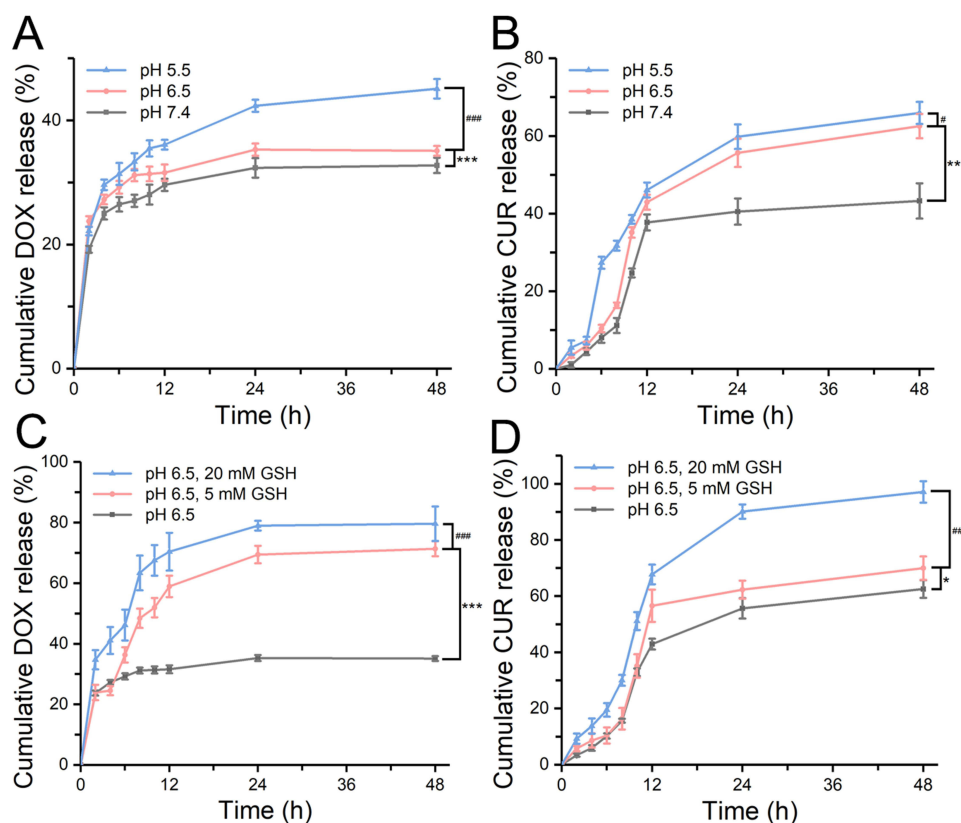 A
Cumulative DOX release (%)
pH 5.5
pH 6.5
pH 7.4
40
20
0
0 12 24 36 48
Time (h)
###
***
B
Cumulative CUR release (%)
pH 5.5
pH 6.5
pH 7.4
80
60
40
20
0
0 12 24 36 48
Time (h)
#
**
C
Cumulative DOX release (%)
pH 6.5, 20 mM GSH
pH 6.5, 5 mM GSH
pH 6.5
100
80
60
40
20
0
0 12 24 36 48
Time (h)
###
***
D
Cumulative CUR release (%)
pH 6.5, 20 mM GSH
pH 6.5, 5 mM GSH
pH 6.5
100
80
60
40
20
0
0 12 24 36 48
Time (h)
##
*